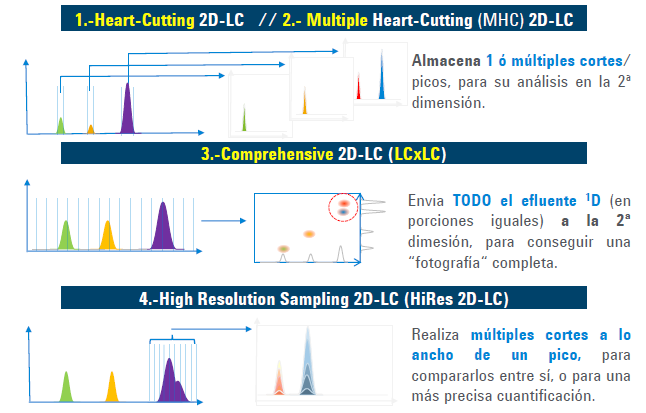 1.-Heart-Cutting 2D-LC // 2.- Multiple Heart-Cutting (MHC) 2D-LC
Almacena 1 ó múltiples cortes/
picos, para su análisis en la 2ª
dimensión.
3.-Comprehensive 2D-LC (LCxLC)
Envia TODO el efluente ¹D (en
porciones iguales) a la 2ª
dimesión, para conseguir una
“fotografía“ completa.
4.-High Resolution Sampling 2D-LC (HiRes 2D-LC)
Realiza múltiples cortes a lo
ancho de un pico, para
compararlos entre sí, o para una
más precisa cuantificación.